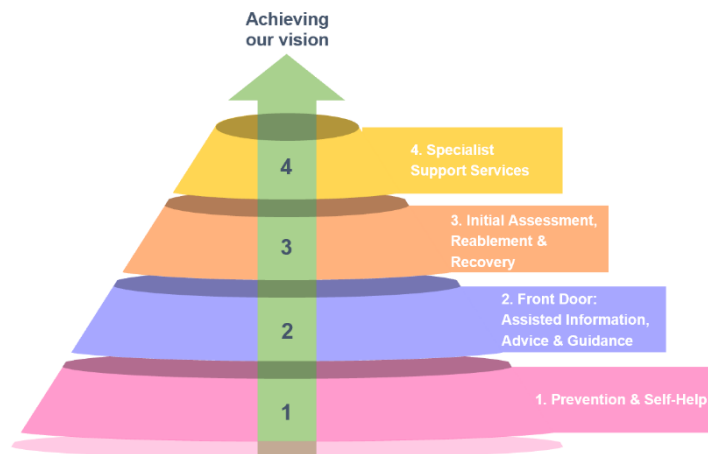 Achieving
our vision
4
4. Specialist
Support Services
3
3. Initial Assessment,
Reablement &
Recovery
2
2. Front Door:
Assisted Information,
Advice & Guidance
1
1. Prevention & Self-Help